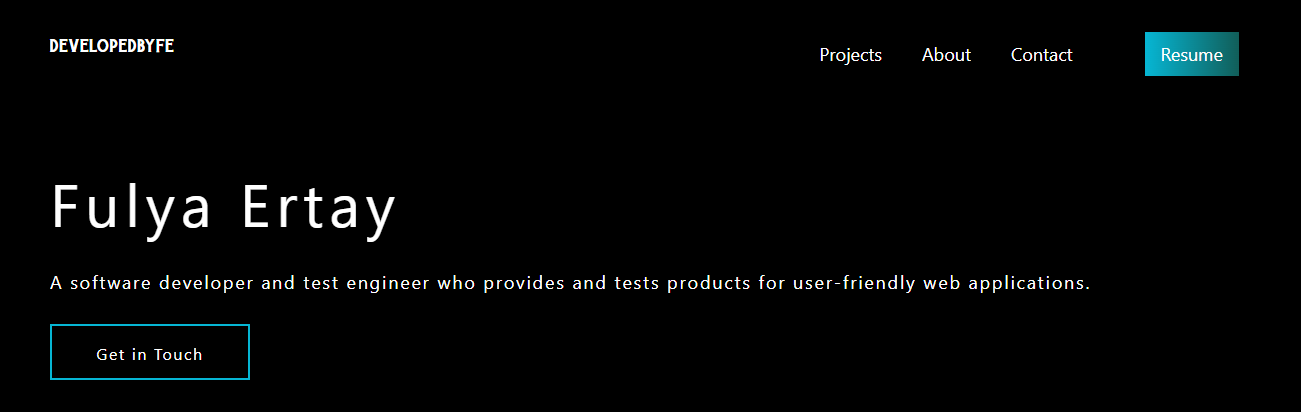 DEVELOPEDBYFE
Projects About Contact Resume
Fulya Ertay
A software developer and test engineer who provides and tests products for user-friendly web applications.
Get in Touch